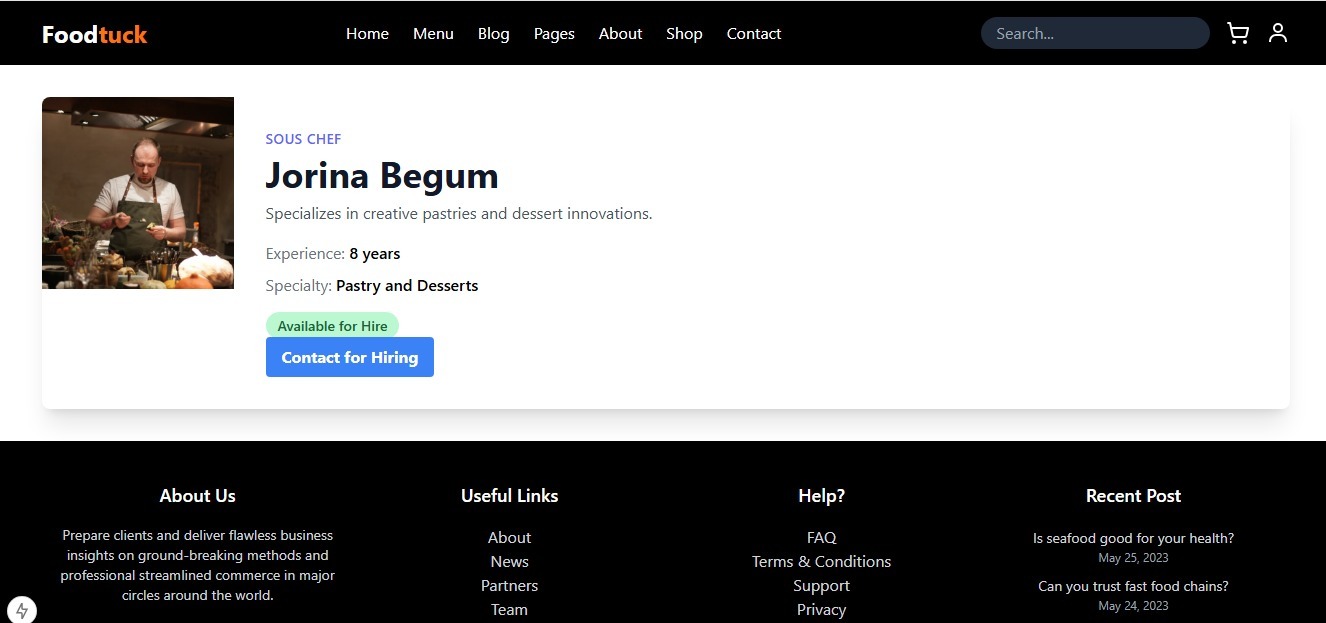 Foodtuck
Home Menu Blog Pages About Shop Contact
Search...
SOUS CHEF
Jorina Begum
Specializes in creative pastries and dessert innovations.
Experience: 8 years
Specialty: Pastry and Desserts
Available for Hire
Contact for Hiring
About Us
Prepare clients and deliver flawless business
insights on ground-breaking methods and
professional streamlined commerce in major
circles around the world.
Useful Links
About
News
Partners
Team
Help?
FAQ
Terms & Conditions
Support
Privacy
Recent Post
Is seafood good for your health?
May 25, 2023
Can you trust fast food chains?
May 24, 2023